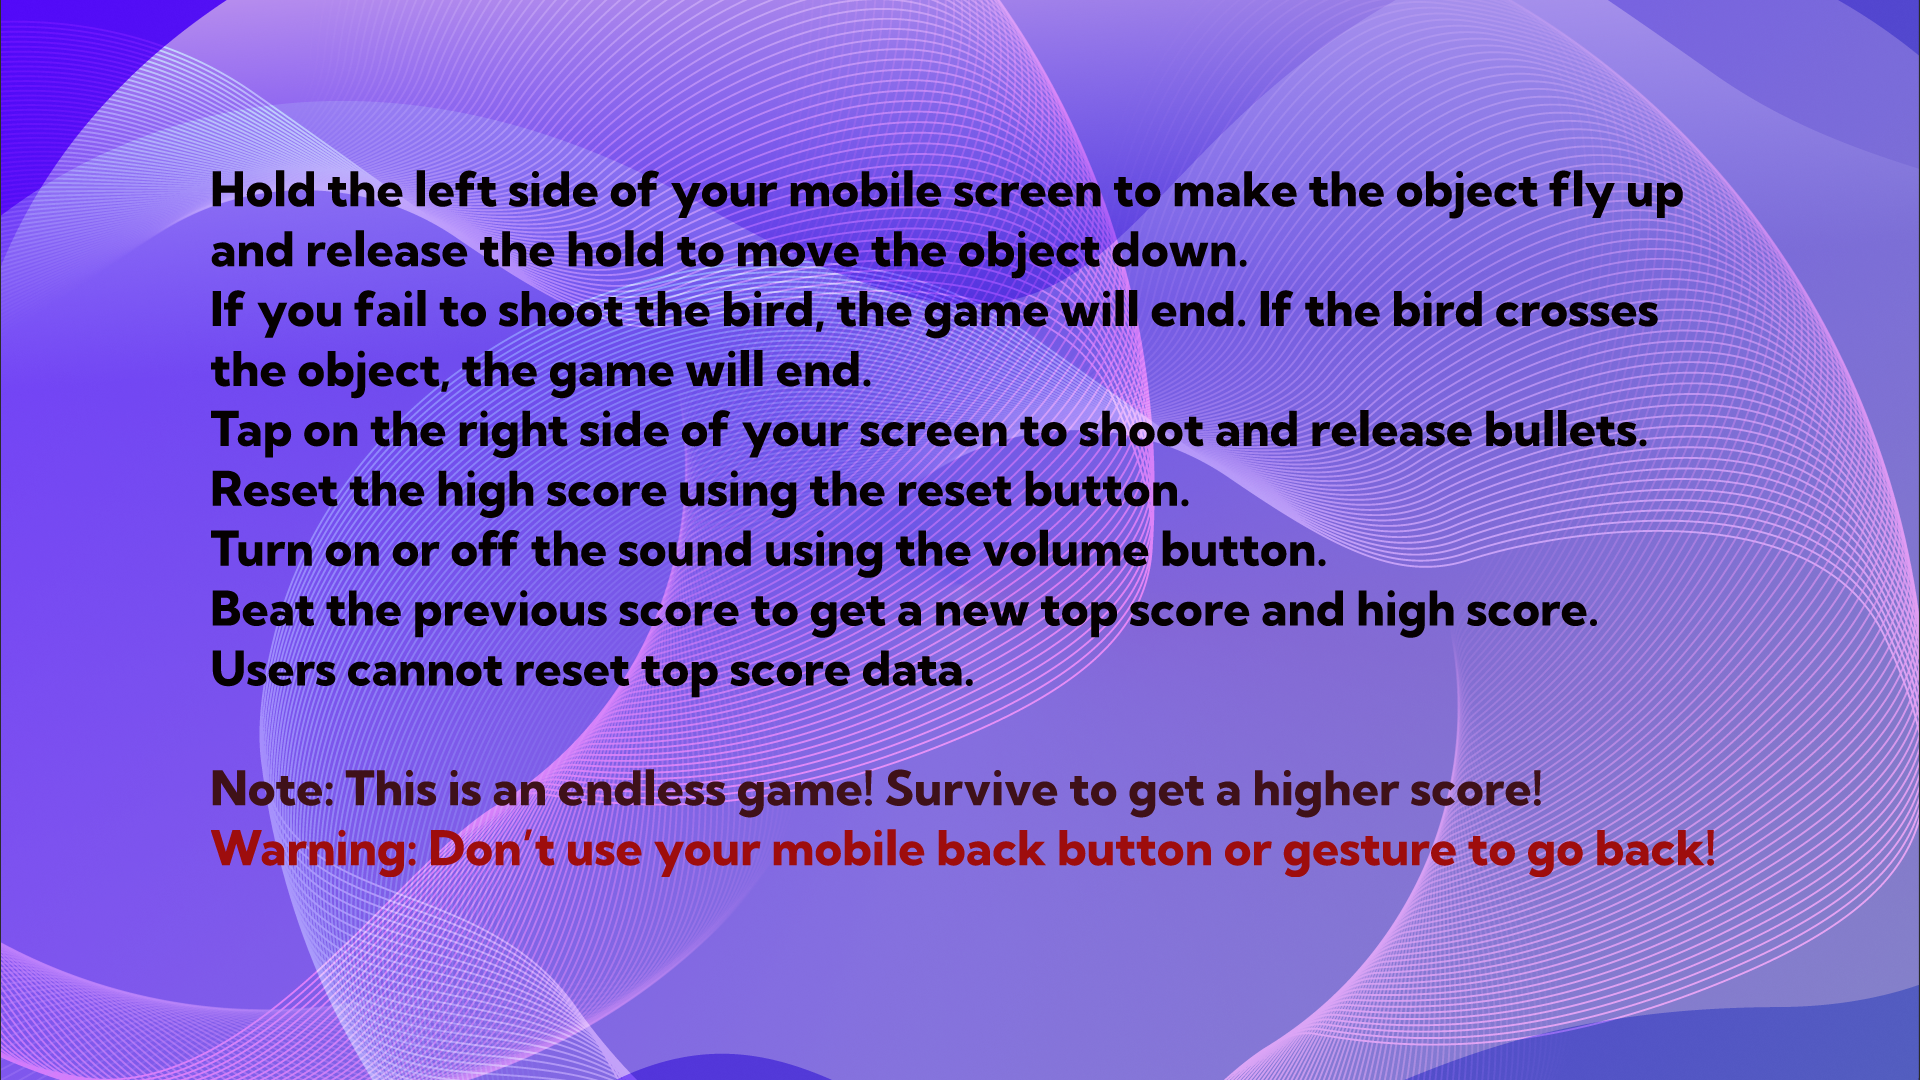 Hold the left side of your mobile screen to make the object fly up
and release the hold to move the object down.
If you fail to shoot the bird, the game will end. If the bird crosses
the object, the game will end.
Tap on the right side of your screen to shoot and release bullets.
Reset the high score using the reset button.
Turn on or off the sound using the volume button.
Beat the previous score to get a new top score and high score.
Users cannot reset top score data.
Note: This is an endless game! Survive to get a higher score!
Warning: Don’t use your mobile back button or gesture to go back!